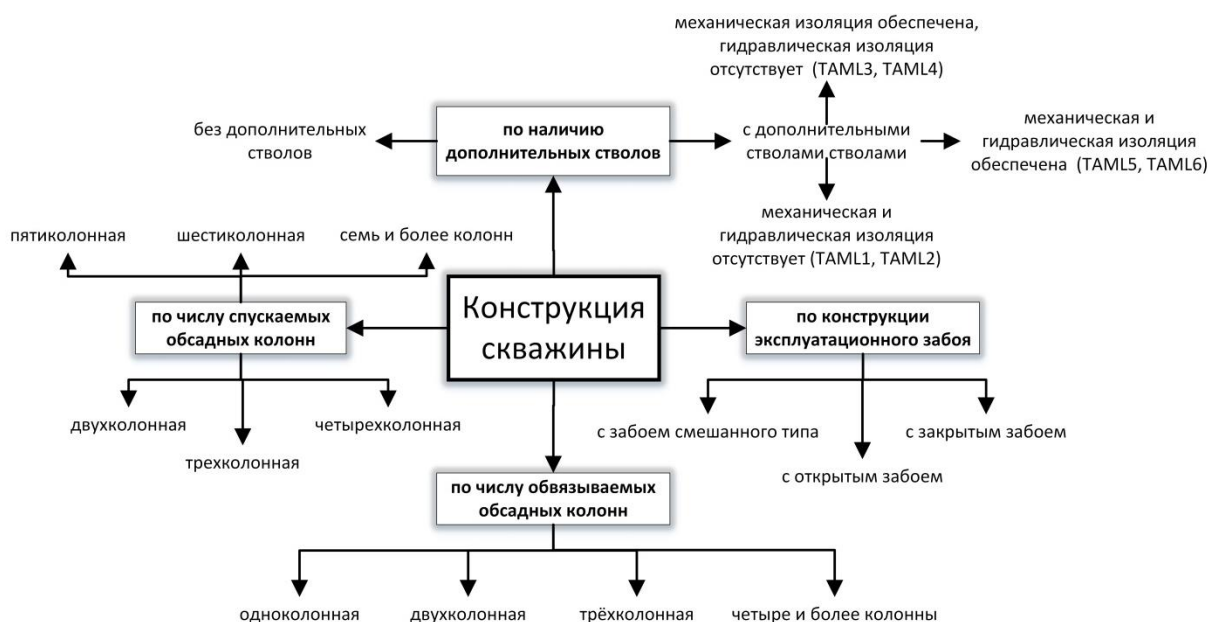 механическая изоляция обеспечена,
гидравлическая изоляция
отсутствует (TAML3, TAML4)
без дополнительных
стволов
по наличию
дополнительных стволов
с дополнительными
стволами стволами
механическая и
гидравлическая изоляция
обеспечена (TAML5, TAML6)
механическая и
гидравлическая изоляция
отсутствует (TAML1, TAML2)
пятиколонная
шестиколонная
семь и более колонн
по числу спускаемых
обсадных колонн
Конструкция
скважины
по конструкции
эксплуатационного забоя
двухколонная
четырехколонная
трехколонная
с забоем смешанного типа
с закрытым забоем
с открытым забоем
по числу обвязываемых
обсадных колонн
одноколонная
двухколонная
трёхколонная
четыре и более колонны